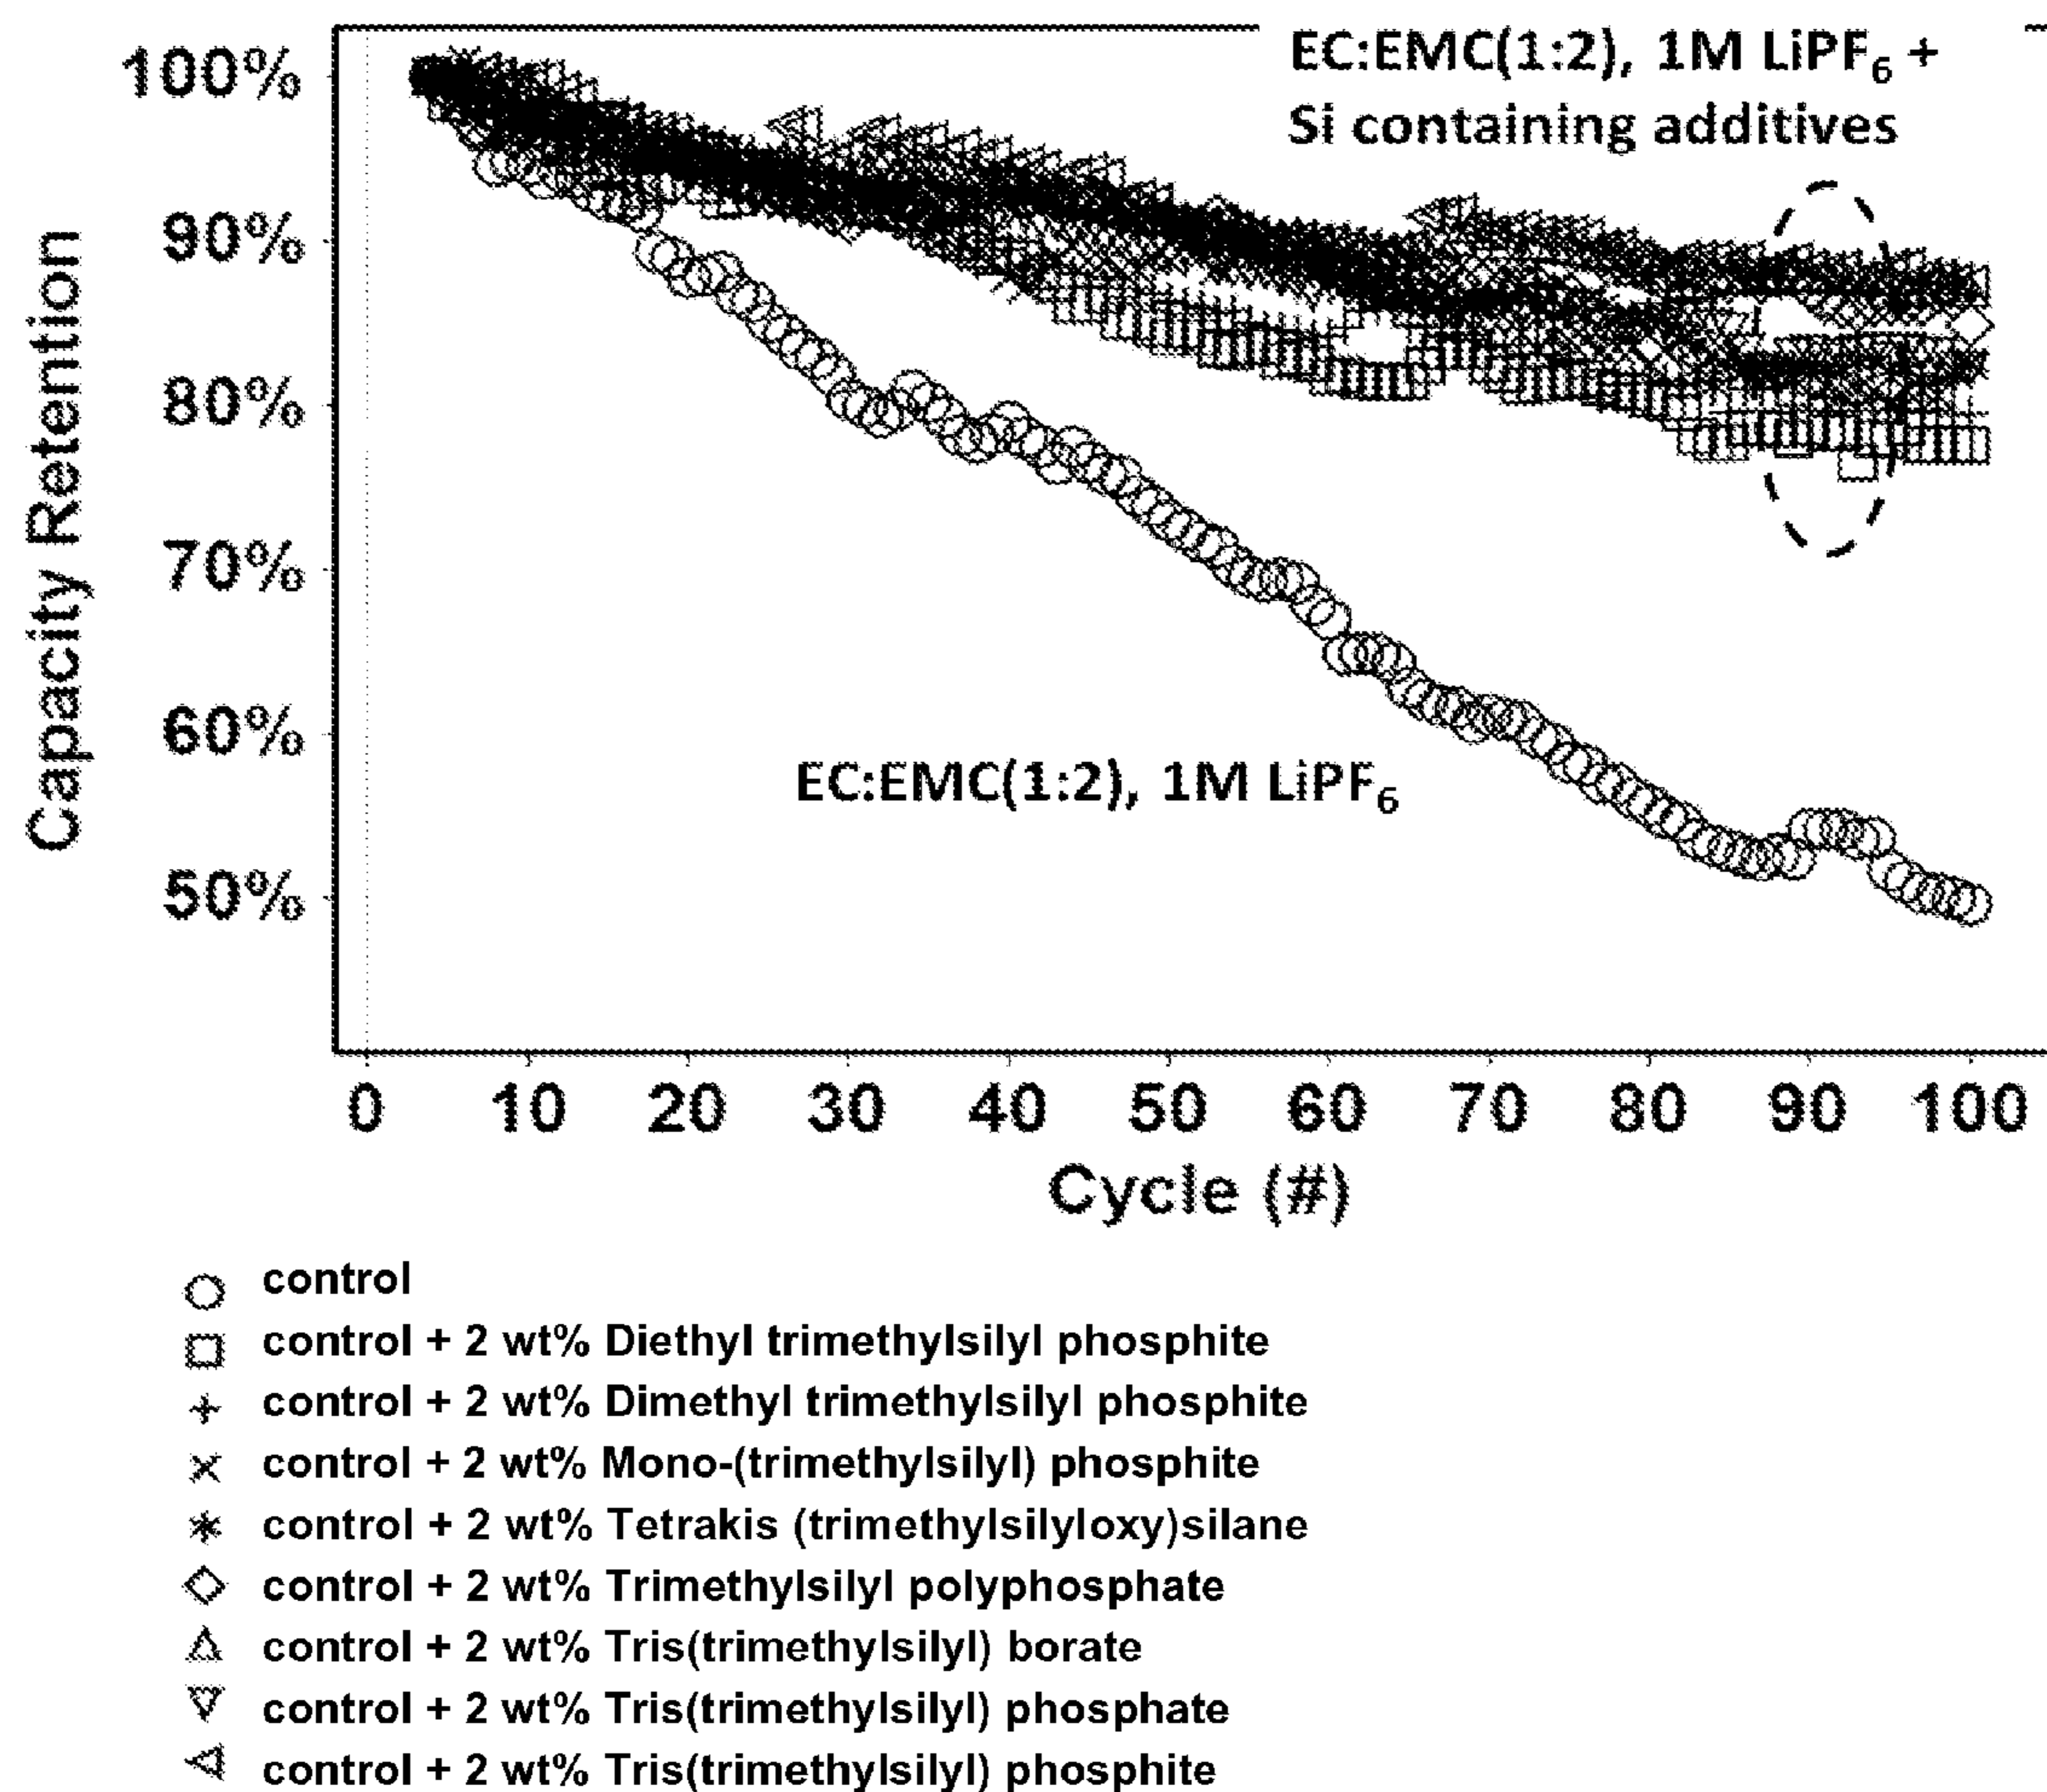 EC:EMC(1:2), 1M LiPF₆ +
Si containing additives
100%
90%
80%
70%
60%
50%
Capacity Retention
EC:EMC(1:2), 1M LiPF₆
0 10 20 30 40 50 60 70 80 90 100
Cycle (#)
control
control + 2 wt% Diethyl trimethylsilyl phosphite
control + 2 wt% Dimethyl trimethylsilyl phosphite
control + 2 wt% Mono-(trimethylsilyl) phosphite
control + 2 wt% Tetrakis (trimethylsilyloxy)silane
control + 2 wt% Trimethylsilyl polyphosphate
control + 2 wt% Tris(trimethylsilyl) borate
control + 2 wt% Tris(trimethylsilyl) phosphate
control + 2 wt% Tris(trimethylsilyl) phosphite